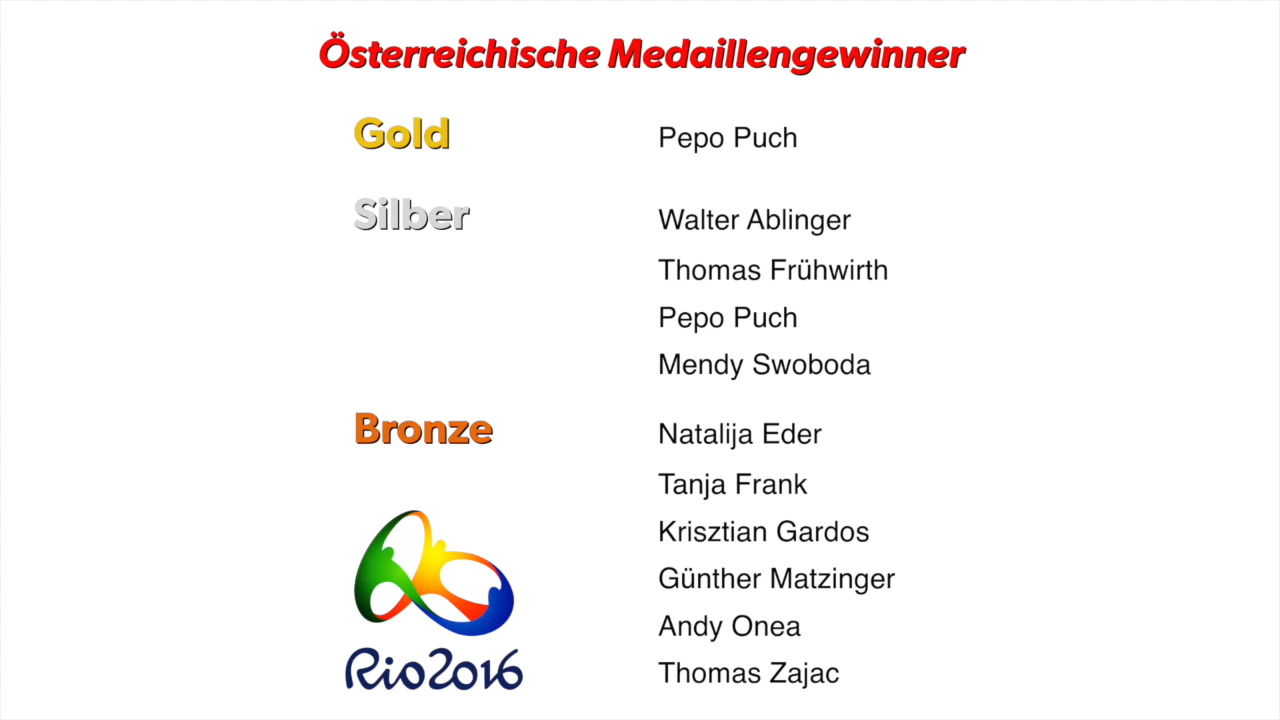 Österreichische Medaillengewinner
Gold
Pepo Puch
Silber
Walter Ablinger
Thomas Frühwirth
Pepo Puch
Mendy Swoboda
Bronze
Natalija Eder
Tanja Frank
Krisztian Gardos
Günther Matzinger
Andy Onea
Thomas Zajac
Rio2016